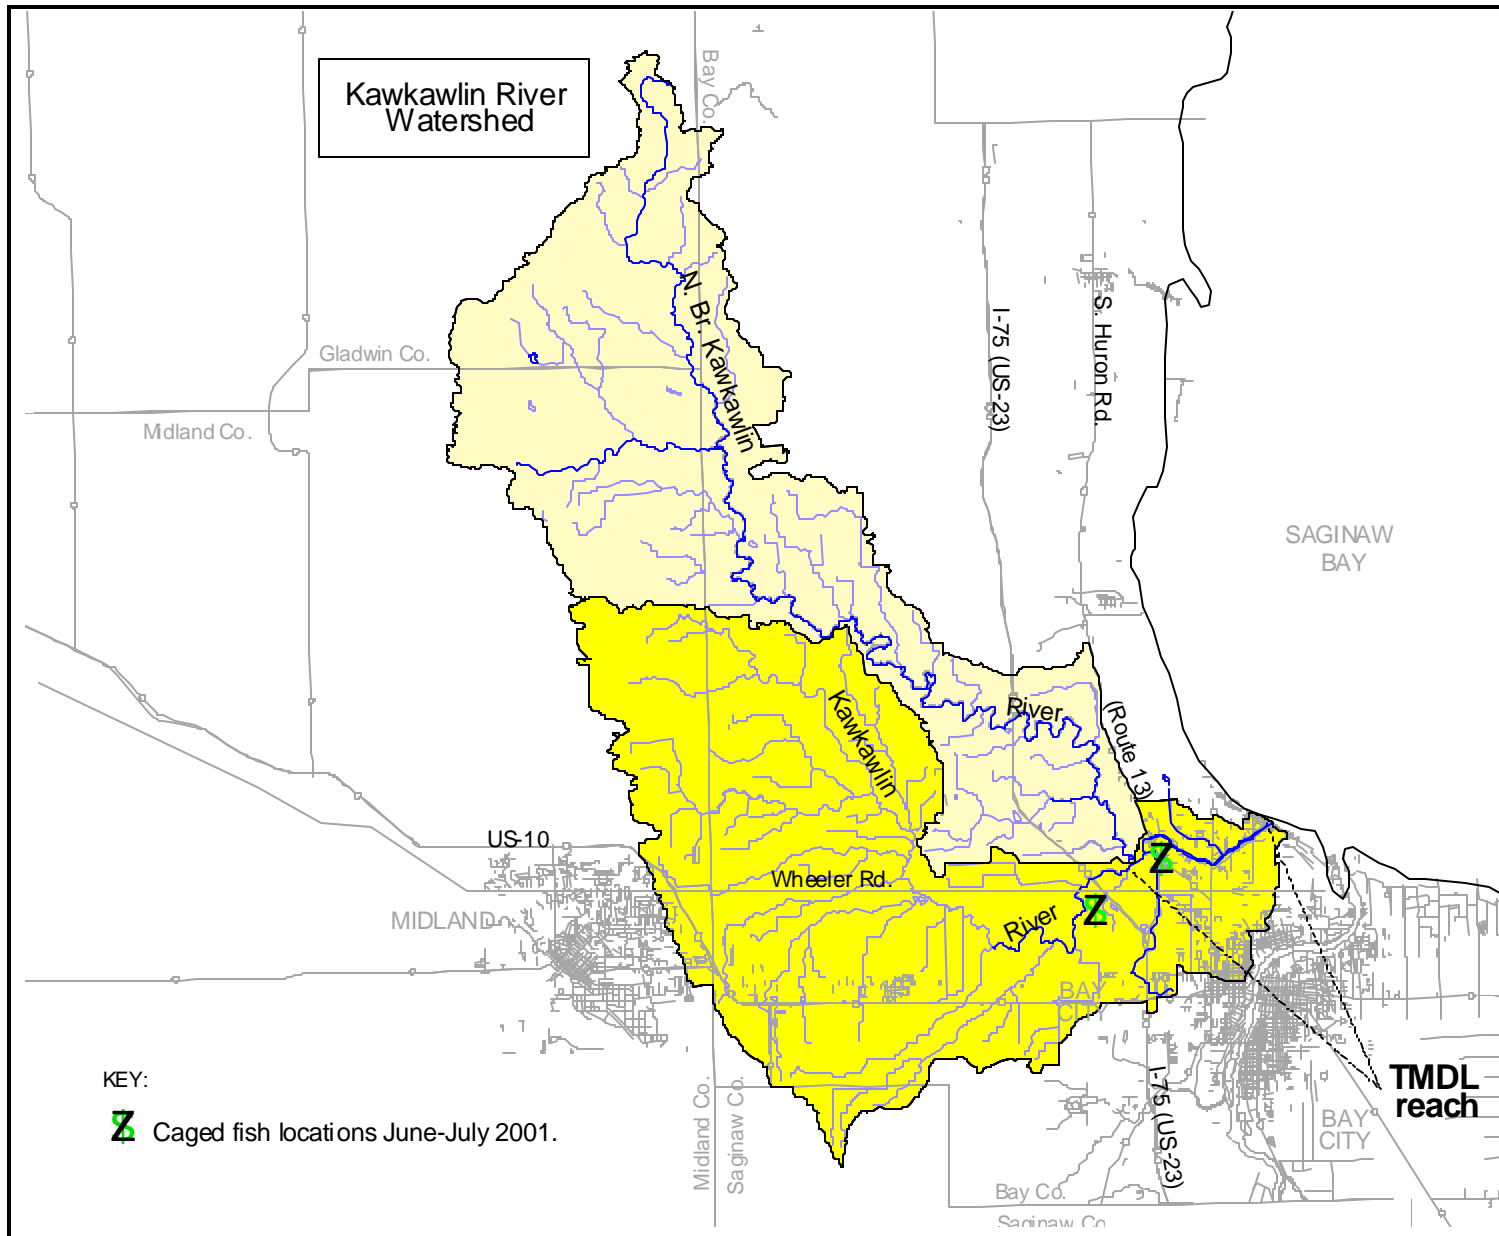 Kawkawlin River
Watershed
Bay Co.
N. Br. Kawkawlin
I-75 (US-23)
S. Huron Rd.
Gladwin Co.
Midland Co.
SAGINAW
BAY
River
(Route 13)
Kawkawlin
US-10
Wheeler Rd.
MIDLAND
River
BAY
CITY
KEY:
Z Caged fish locations June-July 2001.
Midland Co.
Saginaw Co.
I-75 (US-23)
TMDL
reach
BAY
CITY
Bay Co.
Saginaw Co
Z
Z